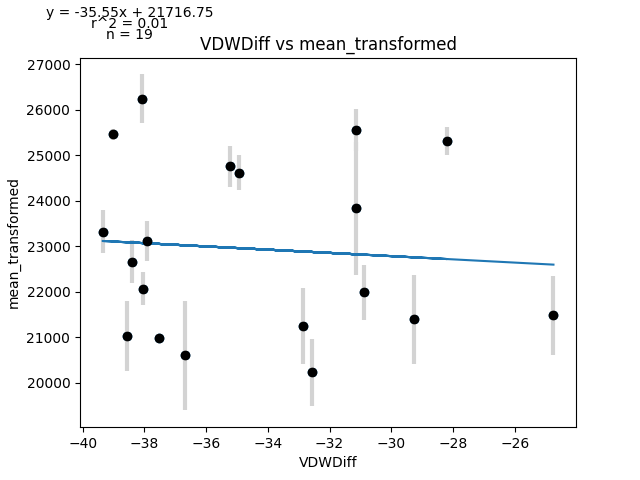 y = -35.55x + 21716.75
r^2 = 0.01
n = 19
VDWDiff vs mean_transformed
27000
26000
25000
24000
23000
22000
21000
20000
mean_transformed
−40 −38 −36 −34 −32 −30 −28 −26
VDWDiff